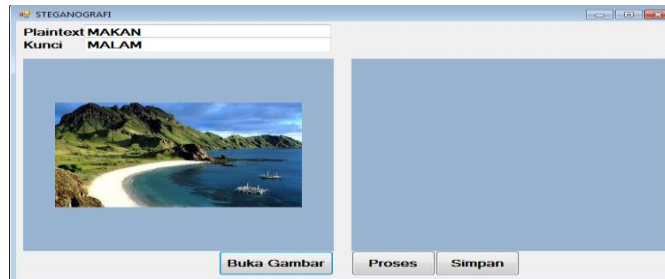 STEGANOGRAFI
Plaintext MAKAN
Kunci MALAM
Buka Gambar Proses Simpan